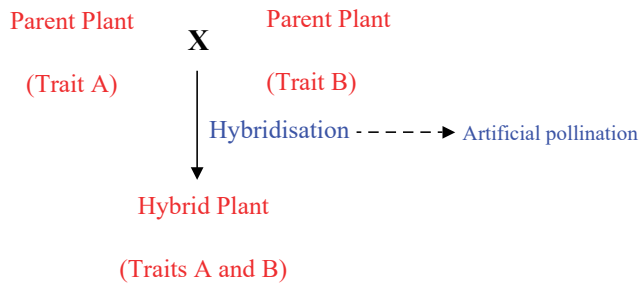 Parent Plant X Parent Plant
(Trait A) (Trait B)
Hybridisation Artificial pollination
Hybrid Plant
(Traits A and B)